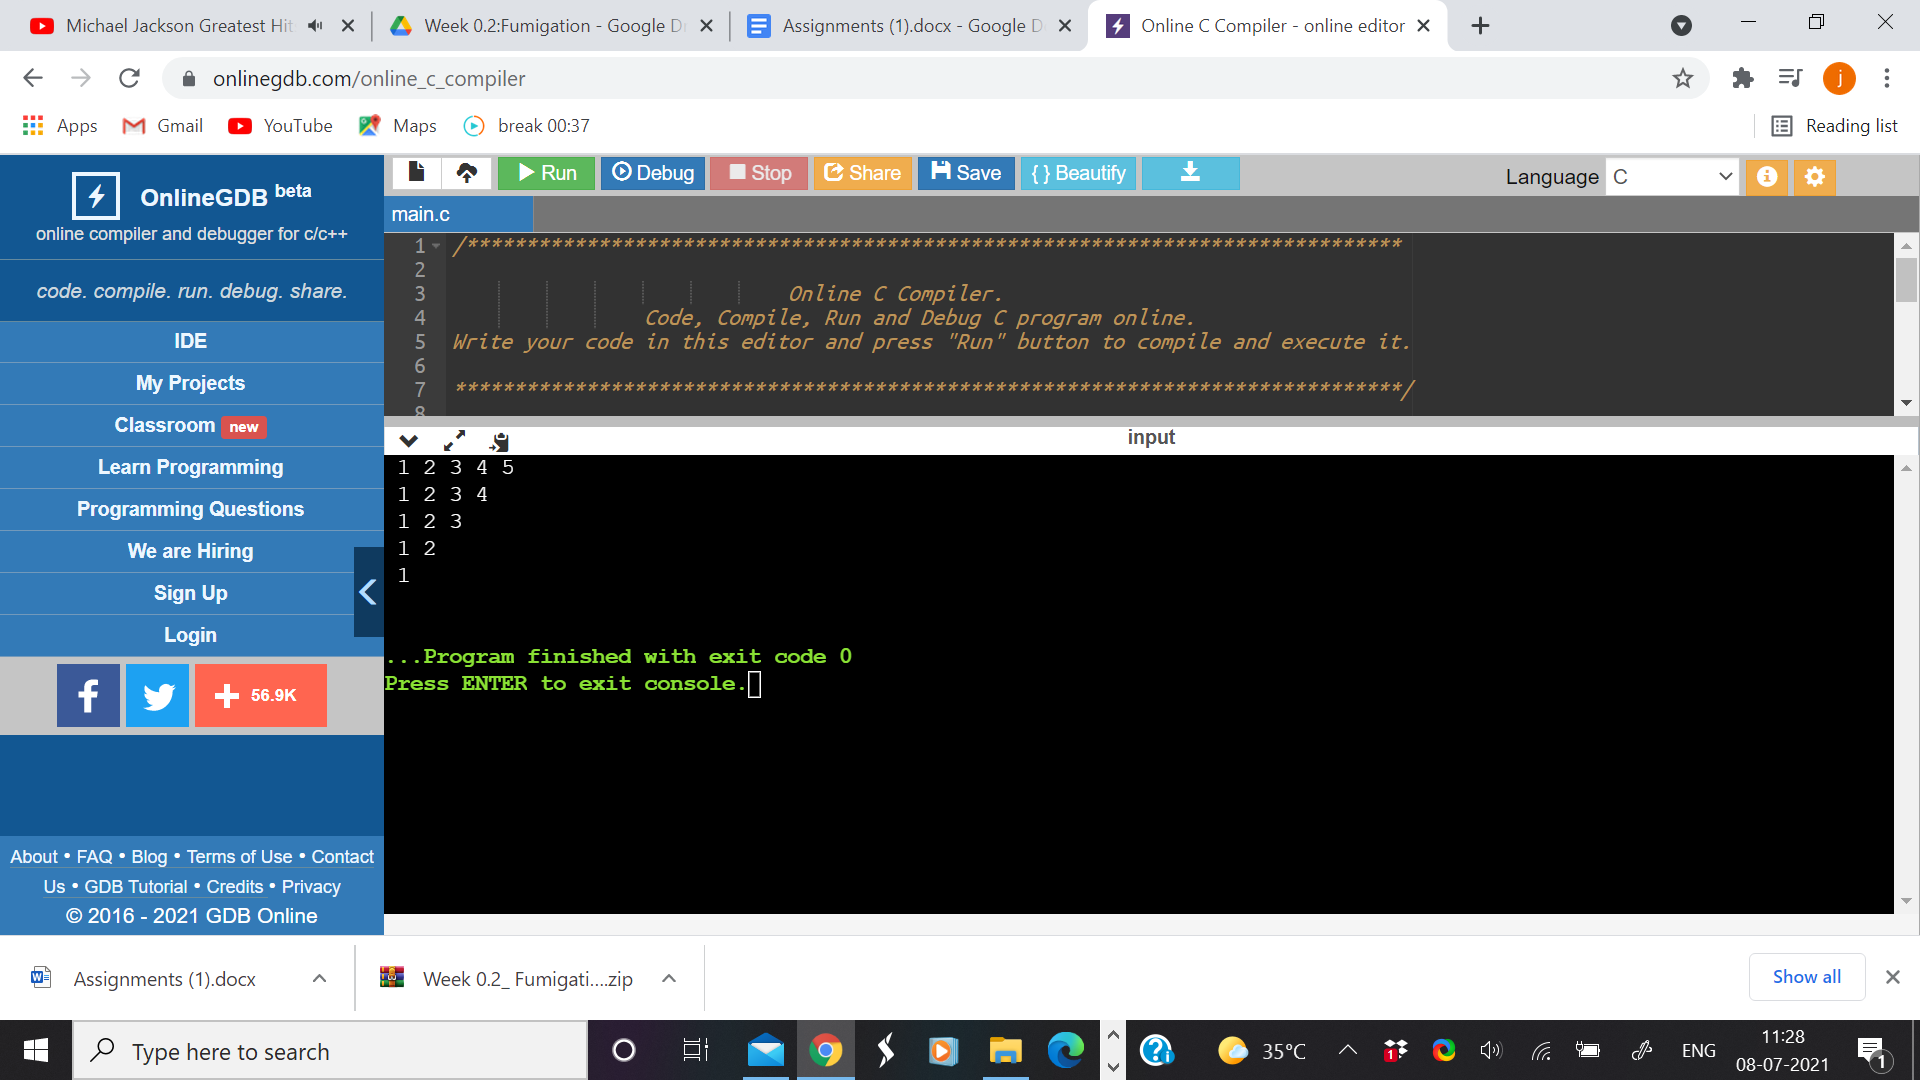 Michael Jackson Greatest Hit
Week 0.2:Fumigation - Google D
Assignments (1).docx - Google D
Online C Compiler - online editor
onlinegdb.com/online_c_compiler
j
Apps
Gmail
YouTube
Maps
break 00:37
Reading list
OnlineGDB beta
online compiler and debugger for c/c++
code. compile. run. debug. share.
IDE
My Projects
Classroom new
Learn Programming
Programming Questions
We are Hiring
Sign Up
Login
f
+ 56.9K
About • FAQ • Blog • Terms of Use • Contact
Us • GDB Tutorial • Credits • Privacy
© 2016 - 2021 GDB Online
Run
Debug
Stop
Share
Save
{ } Beautify
Language C
main.c
1 /*******************************************************************************
2
3 Online C Compiler.
4 Code, Compile, Run and Debug C program online.
5 Write your code in this editor and press "Run" button to compile and execute it.
6
7 *******************************************************************************/
8
input
1 2 3 4 5
1 2 3 4
1 2 3
1 2
1
...Program finished with exit code 0
Press ENTER to exit console.
Assignments (1).docx
Week 0.2_ Fumigati....zip
Show all
Type here to search
35°C
1
ENG
11:28
08-07-2021
1